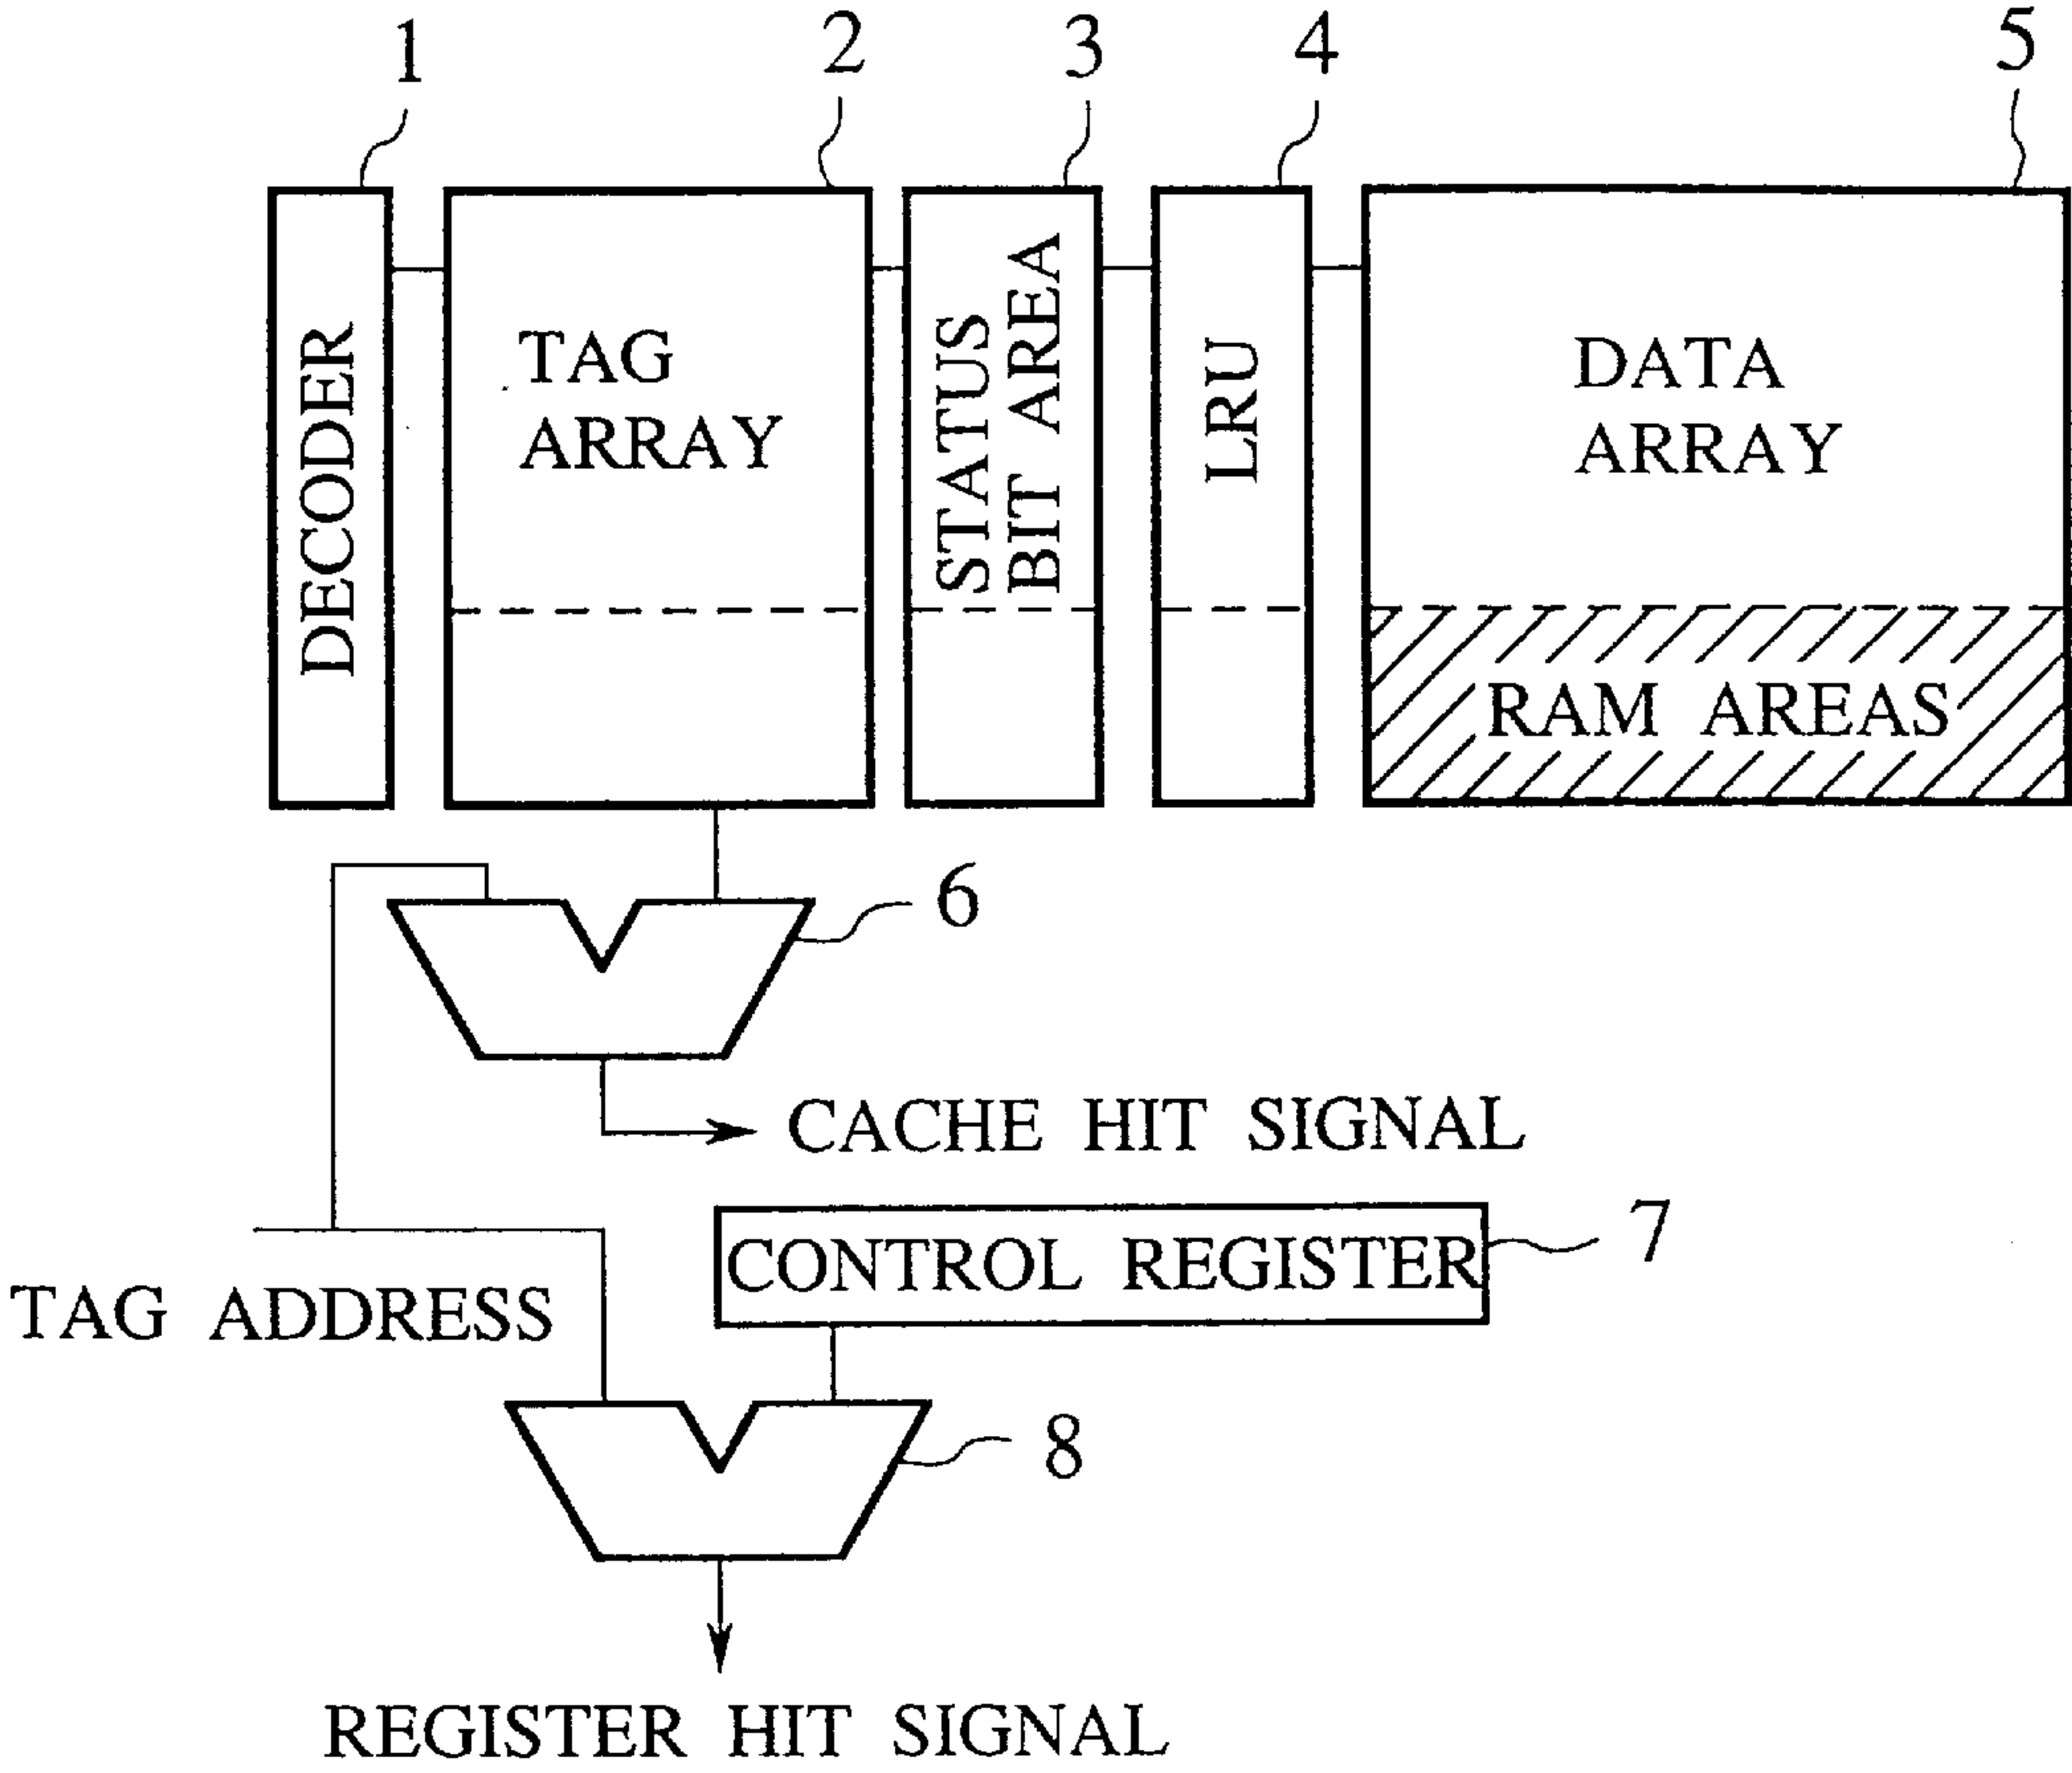 1
2
3
4
5
DECODER
TAG
ARRAY
STATUS
BIT AREA
LRU
DATA
ARRAY
RAM AREAS
6
CACHE HIT SIGNAL
CONTROL REGISTER
7
TAG ADDRESS
8
REGISTER HIT SIGNAL